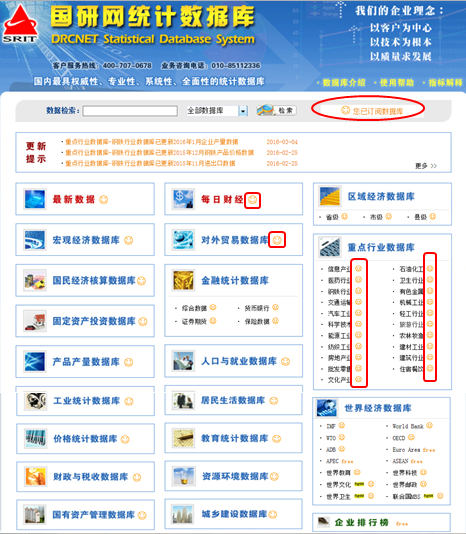 SRIT
国研网统计数据库
DRCNET Statistical Database System
我们的企业理念：
以客户为中心
以技术为根本
以质量求发展
客户服务热线：400-707-0678 业务咨询电话：010-85112336
国内最具权威性、专业性、系统性、全面性的统计数据库
数据库介绍 使用帮助 指标解释
数据检索：
全部数据库
检索
您已订阅数据库
更新
提示
重点行业数据库-钢铁行业数据库已更新2016年1月企业产量数据 2016-03-04
重点行业数据库-钢铁行业数据库已更新2015年12月钢铁产品价格数据 2016-02-25
重点行业数据库-钢铁行业数据库已更新2015年11月进出口数据 2016-02-25
更多 >>
最新数据
宏观经济数据库
国民经济核算数据库
固定资产投资数据库
产品产量数据库
工业统计数据库
价格统计数据库
财政与税收数据库
国有资产管理数据库
每日财经
对外贸易数据库
金融统计数据库
综合数据 货币银行
证券期货 保险数据
人口与就业数据库
居民生活数据库
教育统计数据库
资源环境数据库
城乡建设数据库
区域经济数据库
省级 市级 县级
重点行业数据库
信息产业 石油化工
医药行业 卫生行业
钢铁行业 有色金属
交通运输 机械工业
汽车工业 轻工行业
科学技术 旅游行业
能源工业 农林牧渔
纺织工业 建材工业
房地产业 建筑行业
批发零售 住宿餐饮
文化产业
世界经济数据库
IMF World Bank
WTO OECD
ADB Euro Area free
APEC free ASEAN free
世界教育 世界科技
世界文化 世界邮政
世界卫生 联合国MBS
企业排行榜 free